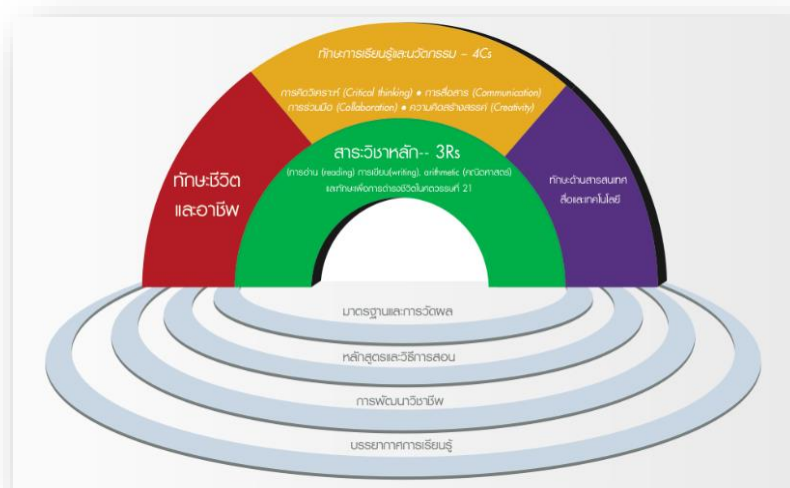 ทักษะการเรียนรู้และนวัตกรรม – 4Cs
การคิดวิเคราะห์ (Critical thinking) • การสื่อสาร (Communication)
การร่วมมือ (Collaboration) • ความคิดสร้างสรรค์ (Creativity)
สาระวิชาหลัก-- 3Rs
(การอ่าน (reading) การเขียน(writing), arithmetic (คณิตศาสตร์)
และทักษะเพื่อการดำรงชีวิตในศตวรรษที่ 21
ทักษะชีวิต
และอาชีพ
ทักษะด้านสารสนเทศ
สื่อและเทคโนโลยี
มาตรฐานและการวัดผล
หลักสูตรและวิธีการสอน
การพัฒนาวิชาชีพ
บรรยากาศการเรียนรู้